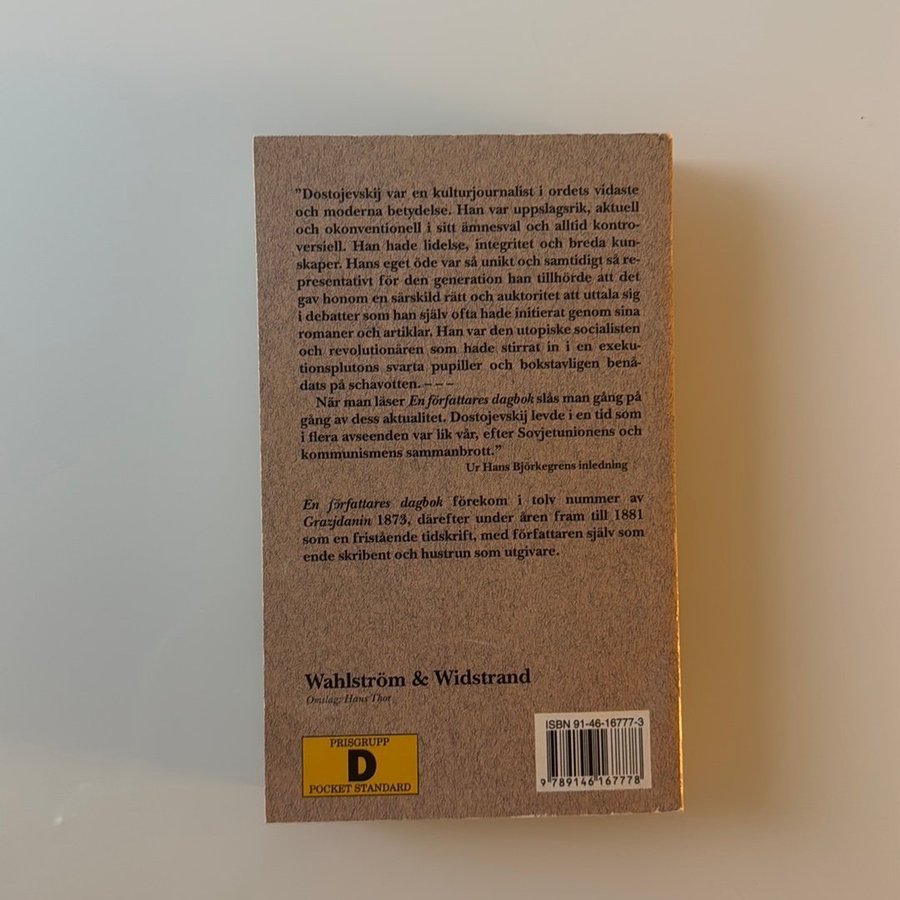 ”Dostojevskij var en kulturjournalist i ordets vidaste
och moderna betydelse. Han var uppslagsrik, aktuell
och okonventionell i sitt ämnesval och alltid kontro-
versiell. Han hade lidelse, integritet och breda kun-
skaper. Hans eget öde var så unikt och samtidigt så re-
presentativt för den generation han tillhörde att det
gav honom en särskild rätt och auktoritet att uttala sig
i debatter som han själv ofta hade initierat genom sina
romaner och artiklar. Han var den utopiske socialisten
och revolutionären som hade stirrat in i en exeku-
tionsplutons svarta pupiller och bokstavligen benå-
dats på schavotten. – – –
När man läser En författares dagbok slås man gång på
gång av dess aktualitet. Dostojevskij levde i en tid som
i flera avseenden var lik vår, efter Sovjetunionens och
kommunismens sammanbrott.”
Ur Hans Björkegrens inledning
En författares dagbok förekom i tolv nummer av
Grazjdanin 1873, därefter under åren fram till 1881
som en fristående tidskrift, med författaren själv som
ende skribent och hustrun som utgivare.
Wahlström & Widstrand
Omslag: Hans Thor
PRISGRUPP
D
POCKET STANDARD
ISBN 91-46-16777-3
9 789146 167778